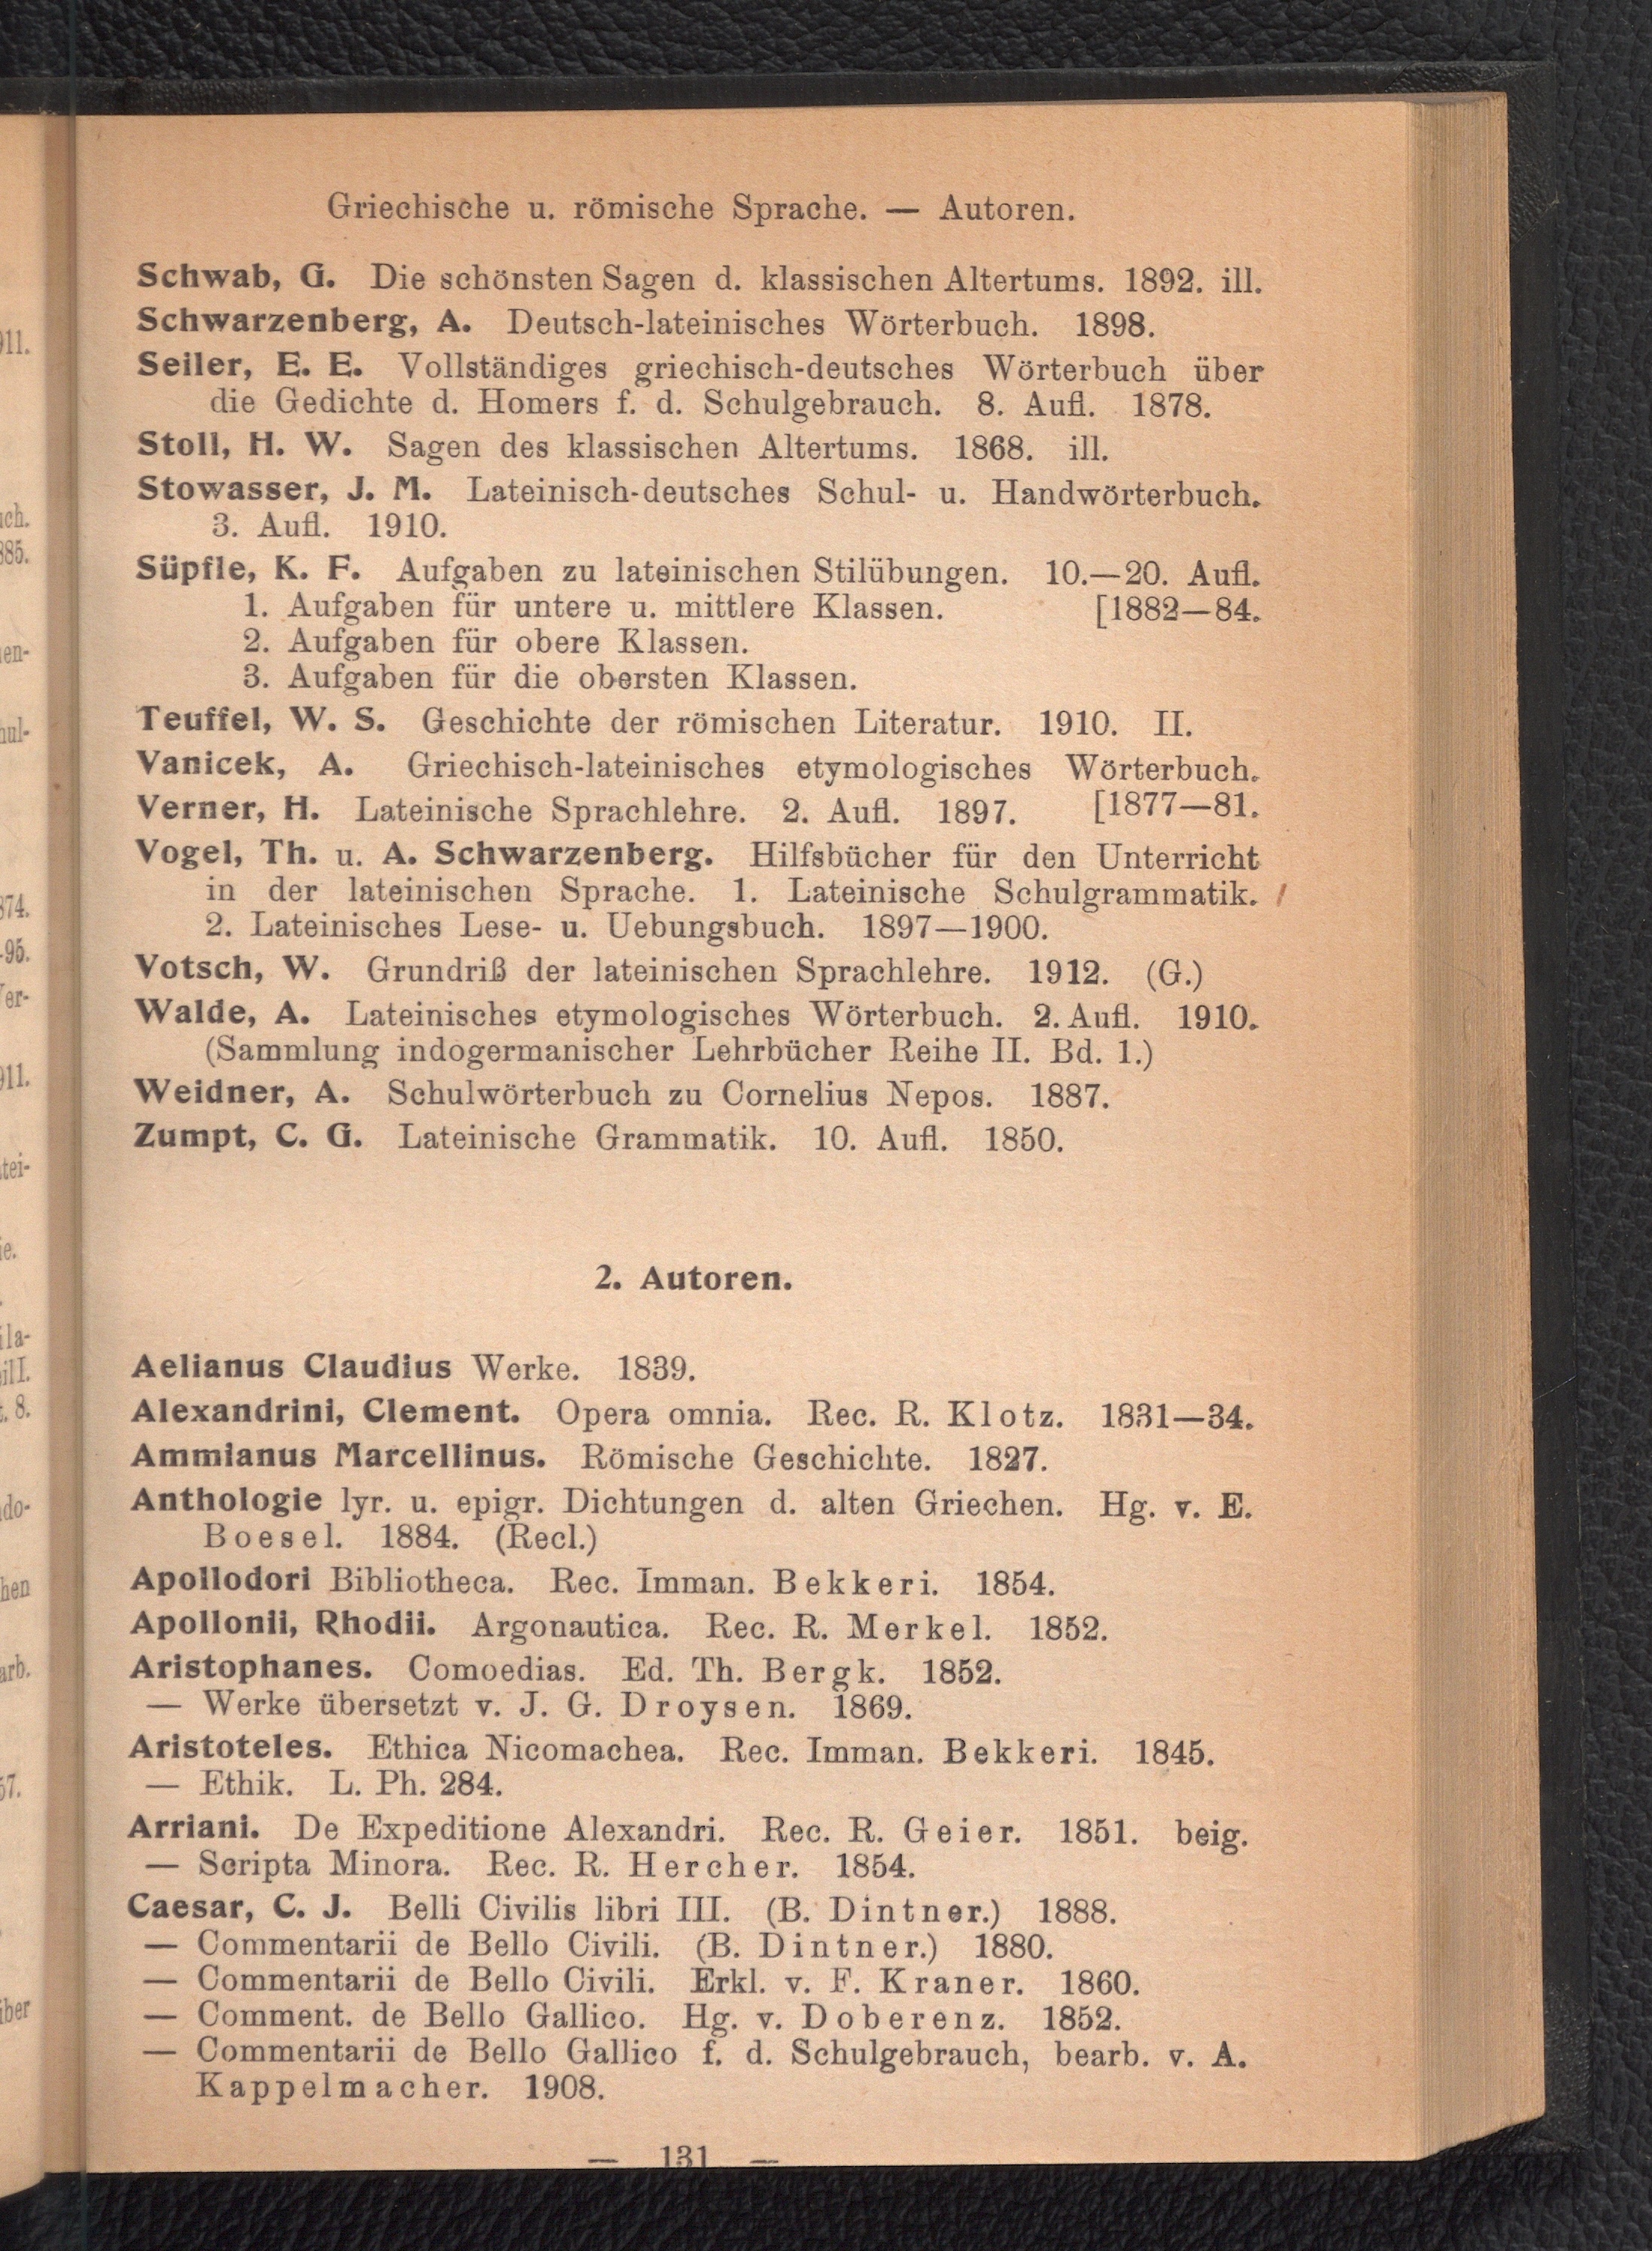 Griechische u. römische Sprache. — Autoren.
Schwab, G. Die schönsten Sagen d. klassischen Altertums. 1892. ill.
Schwarzenberg, A. Deutsch-lateinisches Wörterbuch. 1898.
Seiler, E. E. Vollständiges griechisch-deutsches Wörterbuch über
die Gedichte d. Homers f. d. Schulgebrauch. 8. Aufl. 1878.
Stoll, H. W. Sagen des klassischen Altertums. 1868. ill.
Stowasser, J. M. Lateinisch-deutsches Schul- u. Handwörterbuch.
3. Aufl. 1910.
Süpfle, K. F. Aufgaben zu lateinischen Stilübungen. 10.—20. Aufl.
1. Aufgaben für untere u. mittlere Klassen. [1882—84.
2. Aufgaben für obere Klassen.
3. Aufgaben für die obersten Klassen.
Teuffel, W. S. Geschichte der römischen Literatur. 1910. II.
Vanicek, A. Griechisch-lateinisches etymologisches Wörterbuch.
Verner, H. Lateinische Sprachlehre. 2. Aufl. 1897. [1877—81.
Vogel, Th. u. A. Schwarzenberg. Hilfsbücher für den Unterricht
in der lateinischen Sprache. 1. Lateinische Schulgrammatik.
2. Lateinisches Lese- u. Uebungsbuch. 1897—1900.
Votsch, W. Grundriß der lateinischen Sprachlehre. 1912. (G.)
Walde, A. Lateinisches etymologisches Wörterbuch. 2. Aufl. 1910.
(Sammlung indogermanischer Lehrbücher Reihe II. Bd. 1.)
Weidner, A. Schulwörterbuch zu Cornelius Nepos. 1887.
Zumpt, C. G. Lateinische Grammatik. 10. Aufl. 1850.
2. Autoren.
Aelianus Claudius Werke. 1839.
Alexandrini, Clement. Opera omnia. Rec. R. Klotz. 1831—34.
Ammianus Marcellinus. Römische Geschichte. 1827.
Anthologie lyr. u. epigr. Dichtungen d. alten Griechen. Hg. v. E.
Boesel. 1884. (Recl.)
Apollodori Bibliotheca. Rec. Imman. Bekkeri. 1854.
Apollonii, Rhodii. Argonautica. Rec. R. Merkel. 1852.
Aristophanes. Comoedias. Ed. Th. Bergk. 1852.
— Werke übersetzt v. J. G. Droysen. 1869.
Aristoteles. Ethica Nicomachea. Rec. Imman. Bekkeri. 1845.
— Ethik. L. Ph. 284.
Arriani. De Expeditione Alexandri. Rec. R. Geier. 1851. beig.
— Scripta Minora. Rec. R. Hercher. 1854.
Caesar, C. J. Belli Civilis libri III. (B. Dintner.) 1888.
— Commentarii de Bello Civili. (B. Dintner.) 1880.
— Commentarii de Bello Civili. Erkl. v. F. Kraner. 1860.
— Comment. de Bello Gallico. Hg. v. Doberenz. 1852.
— Commentarii de Bello Gallico f. d. Schulgebrauch, bearb. v. A.
Kappelmacher. 1908.
— 131 —